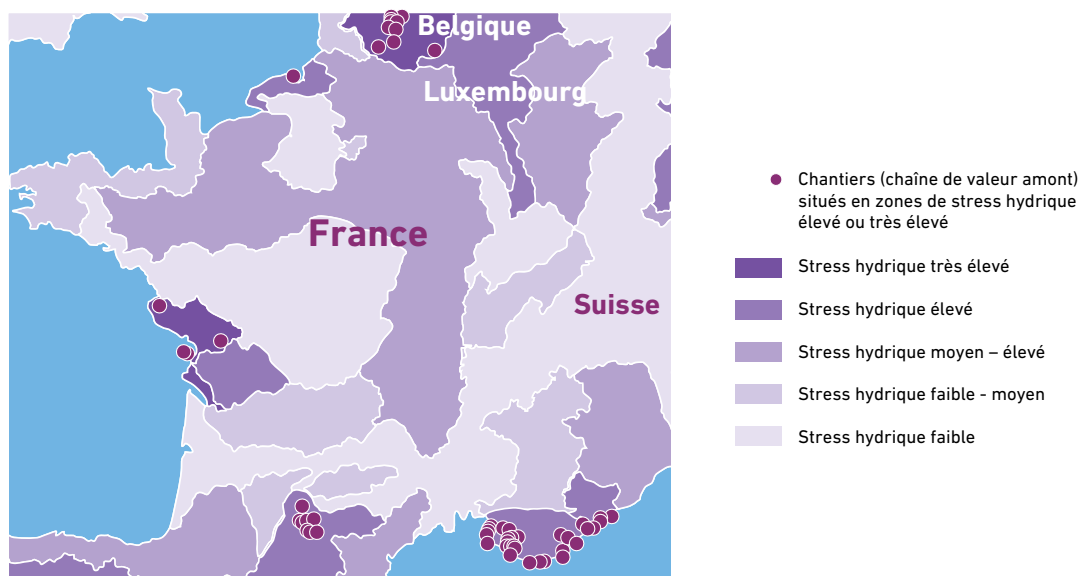 Belgique
Luxembourg
France
Suisse
Chantiers (chaîne de valeur amont)
situés en zones de stress hydrique
élevé ou très élevé
Stress hydrique très élevé
Stress hydrique élevé
Stress hydrique moyen – élevé
Stress hydrique faible - moyen
Stress hydrique faible